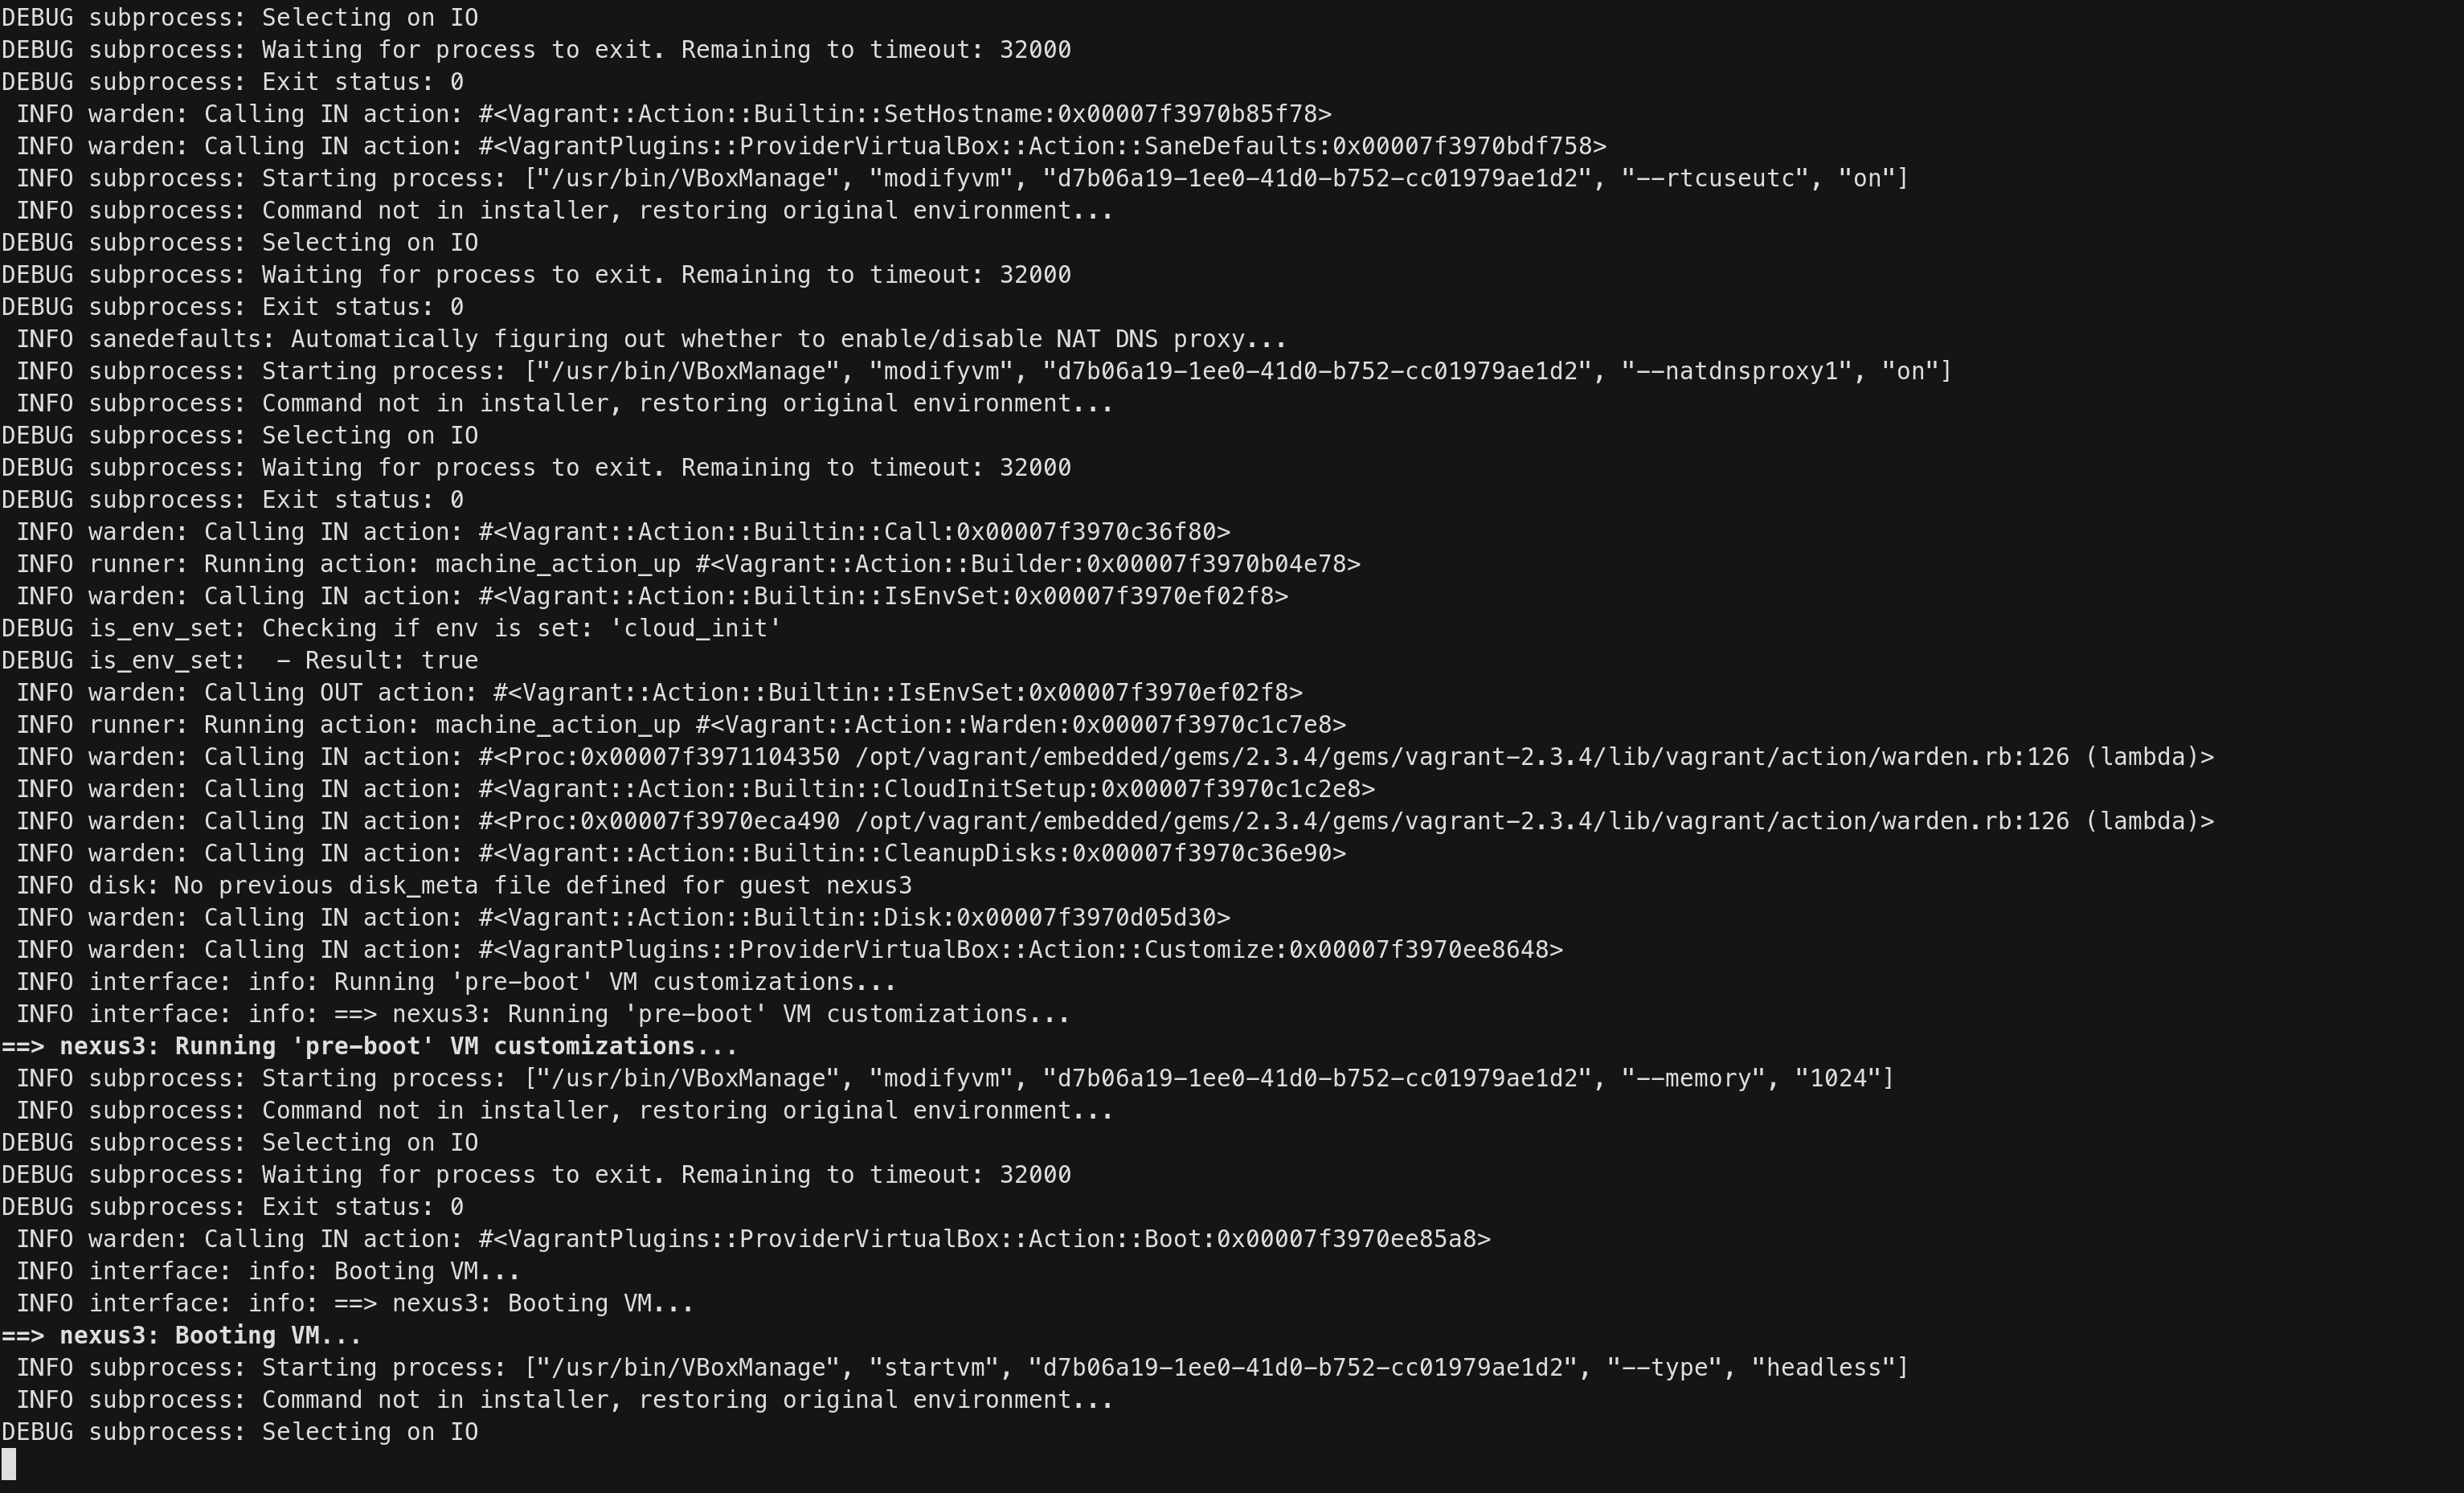 DEBUG subprocess: Selecting on IO
DEBUG subprocess: Waiting for process to exit. Remaining to timeout: 32000
DEBUG subprocess: Exit status: 0
 INFO warden: Calling IN action: #<Vagrant::Action::Builtin::SetHostname:0x00007f3970b85f78>
 INFO warden: Calling IN action: #<VagrantPlugins::ProviderVirtualBox::Action::SaneDefaults:0x00007f3970bdf758>
 INFO subprocess: Starting process: ["/usr/bin/VBoxManage", "modifyvm", "d7b06a19-1ee0-41d0-b752-cc01979ae1d2", "--rtcuseutc", "on"]
 INFO subprocess: Command not in installer, restoring original environment...
DEBUG subprocess: Selecting on IO
DEBUG subprocess: Waiting for process to exit. Remaining to timeout: 32000
DEBUG subprocess: Exit status: 0
 INFO sanedefaults: Automatically figuring out whether to enable/disable NAT DNS proxy...
 INFO subprocess: Starting process: ["/usr/bin/VBoxManage", "modifyvm", "d7b06a19-1ee0-41d0-b752-cc01979ae1d2", "--natdnsproxy1", "on"]
 INFO subprocess: Command not in installer, restoring original environment...
DEBUG subprocess: Selecting on IO
DEBUG subprocess: Waiting for process to exit. Remaining to timeout: 32000
DEBUG subprocess: Exit status: 0
 INFO warden: Calling IN action: #<Vagrant::Action::Builtin::Call:0x00007f3970c36f80>
 INFO runner: Running action: machine_action_up #<Vagrant::Action::Builder:0x00007f3970b04e78>
 INFO warden: Calling IN action: #<Vagrant::Action::Builtin::IsEnvSet:0x00007f3970ef02f8>
DEBUG is_env_set: Checking if env is set: 'cloud_init'
DEBUG is_env_set:  - Result: true
 INFO warden: Calling OUT action: #<Vagrant::Action::Builtin::IsEnvSet:0x00007f3970ef02f8>
 INFO runner: Running action: machine_action_up #<Vagrant::Action::Warden:0x00007f3970c1c7e8>
 INFO warden: Calling IN action: #<Proc:0x00007f3971104350 /opt/vagrant/embedded/gems/2.3.4/gems/vagrant-2.3.4/lib/vagrant/action/warden.rb:126 (lambda)>
 INFO warden: Calling IN action: #<Vagrant::Action::Builtin::CloudInitSetup:0x00007f3970c1c2e8>
 INFO warden: Calling IN action: #<Proc:0x00007f3970eca490 /opt/vagrant/embedded/gems/2.3.4/gems/vagrant-2.3.4/lib/vagrant/action/warden.rb:126 (lambda)>
 INFO warden: Calling IN action: #<Vagrant::Action::Builtin::CleanupDisks:0x00007f3970c36e90>
 INFO disk: No previous disk_meta file defined for guest nexus3
 INFO warden: Calling IN action: #<Vagrant::Action::Builtin::Disk:0x00007f3970d05d30>
 INFO warden: Calling IN action: #<VagrantPlugins::ProviderVirtualBox::Action::Customize:0x00007f3970ee8648>
 INFO interface: info: Running 'pre-boot' VM customizations...
 INFO interface: info: ==> nexus3: Running 'pre-boot' VM customizations...
==> nexus3: Running 'pre-boot' VM customizations...
 INFO subprocess: Starting process: ["/usr/bin/VBoxManage", "modifyvm", "d7b06a19-1ee0-41d0-b752-cc01979ae1d2", "--memory", "1024"]
 INFO subprocess: Command not in installer, restoring original environment...
DEBUG subprocess: Selecting on IO
DEBUG subprocess: Waiting for process to exit. Remaining to timeout: 32000
DEBUG subprocess: Exit status: 0
 INFO warden: Calling IN action: #<VagrantPlugins::ProviderVirtualBox::Action::Boot:0x00007f3970ee85a8>
 INFO interface: info: Booting VM...
 INFO interface: info: ==> nexus3: Booting VM...
==> nexus3: Booting VM...
 INFO subprocess: Starting process: ["/usr/bin/VBoxManage", "startvm", "d7b06a19-1ee0-41d0-b752-cc01979ae1d2", "--type", "headless"]
 INFO subprocess: Command not in installer, restoring original environment...
DEBUG subprocess: Selecting on IO